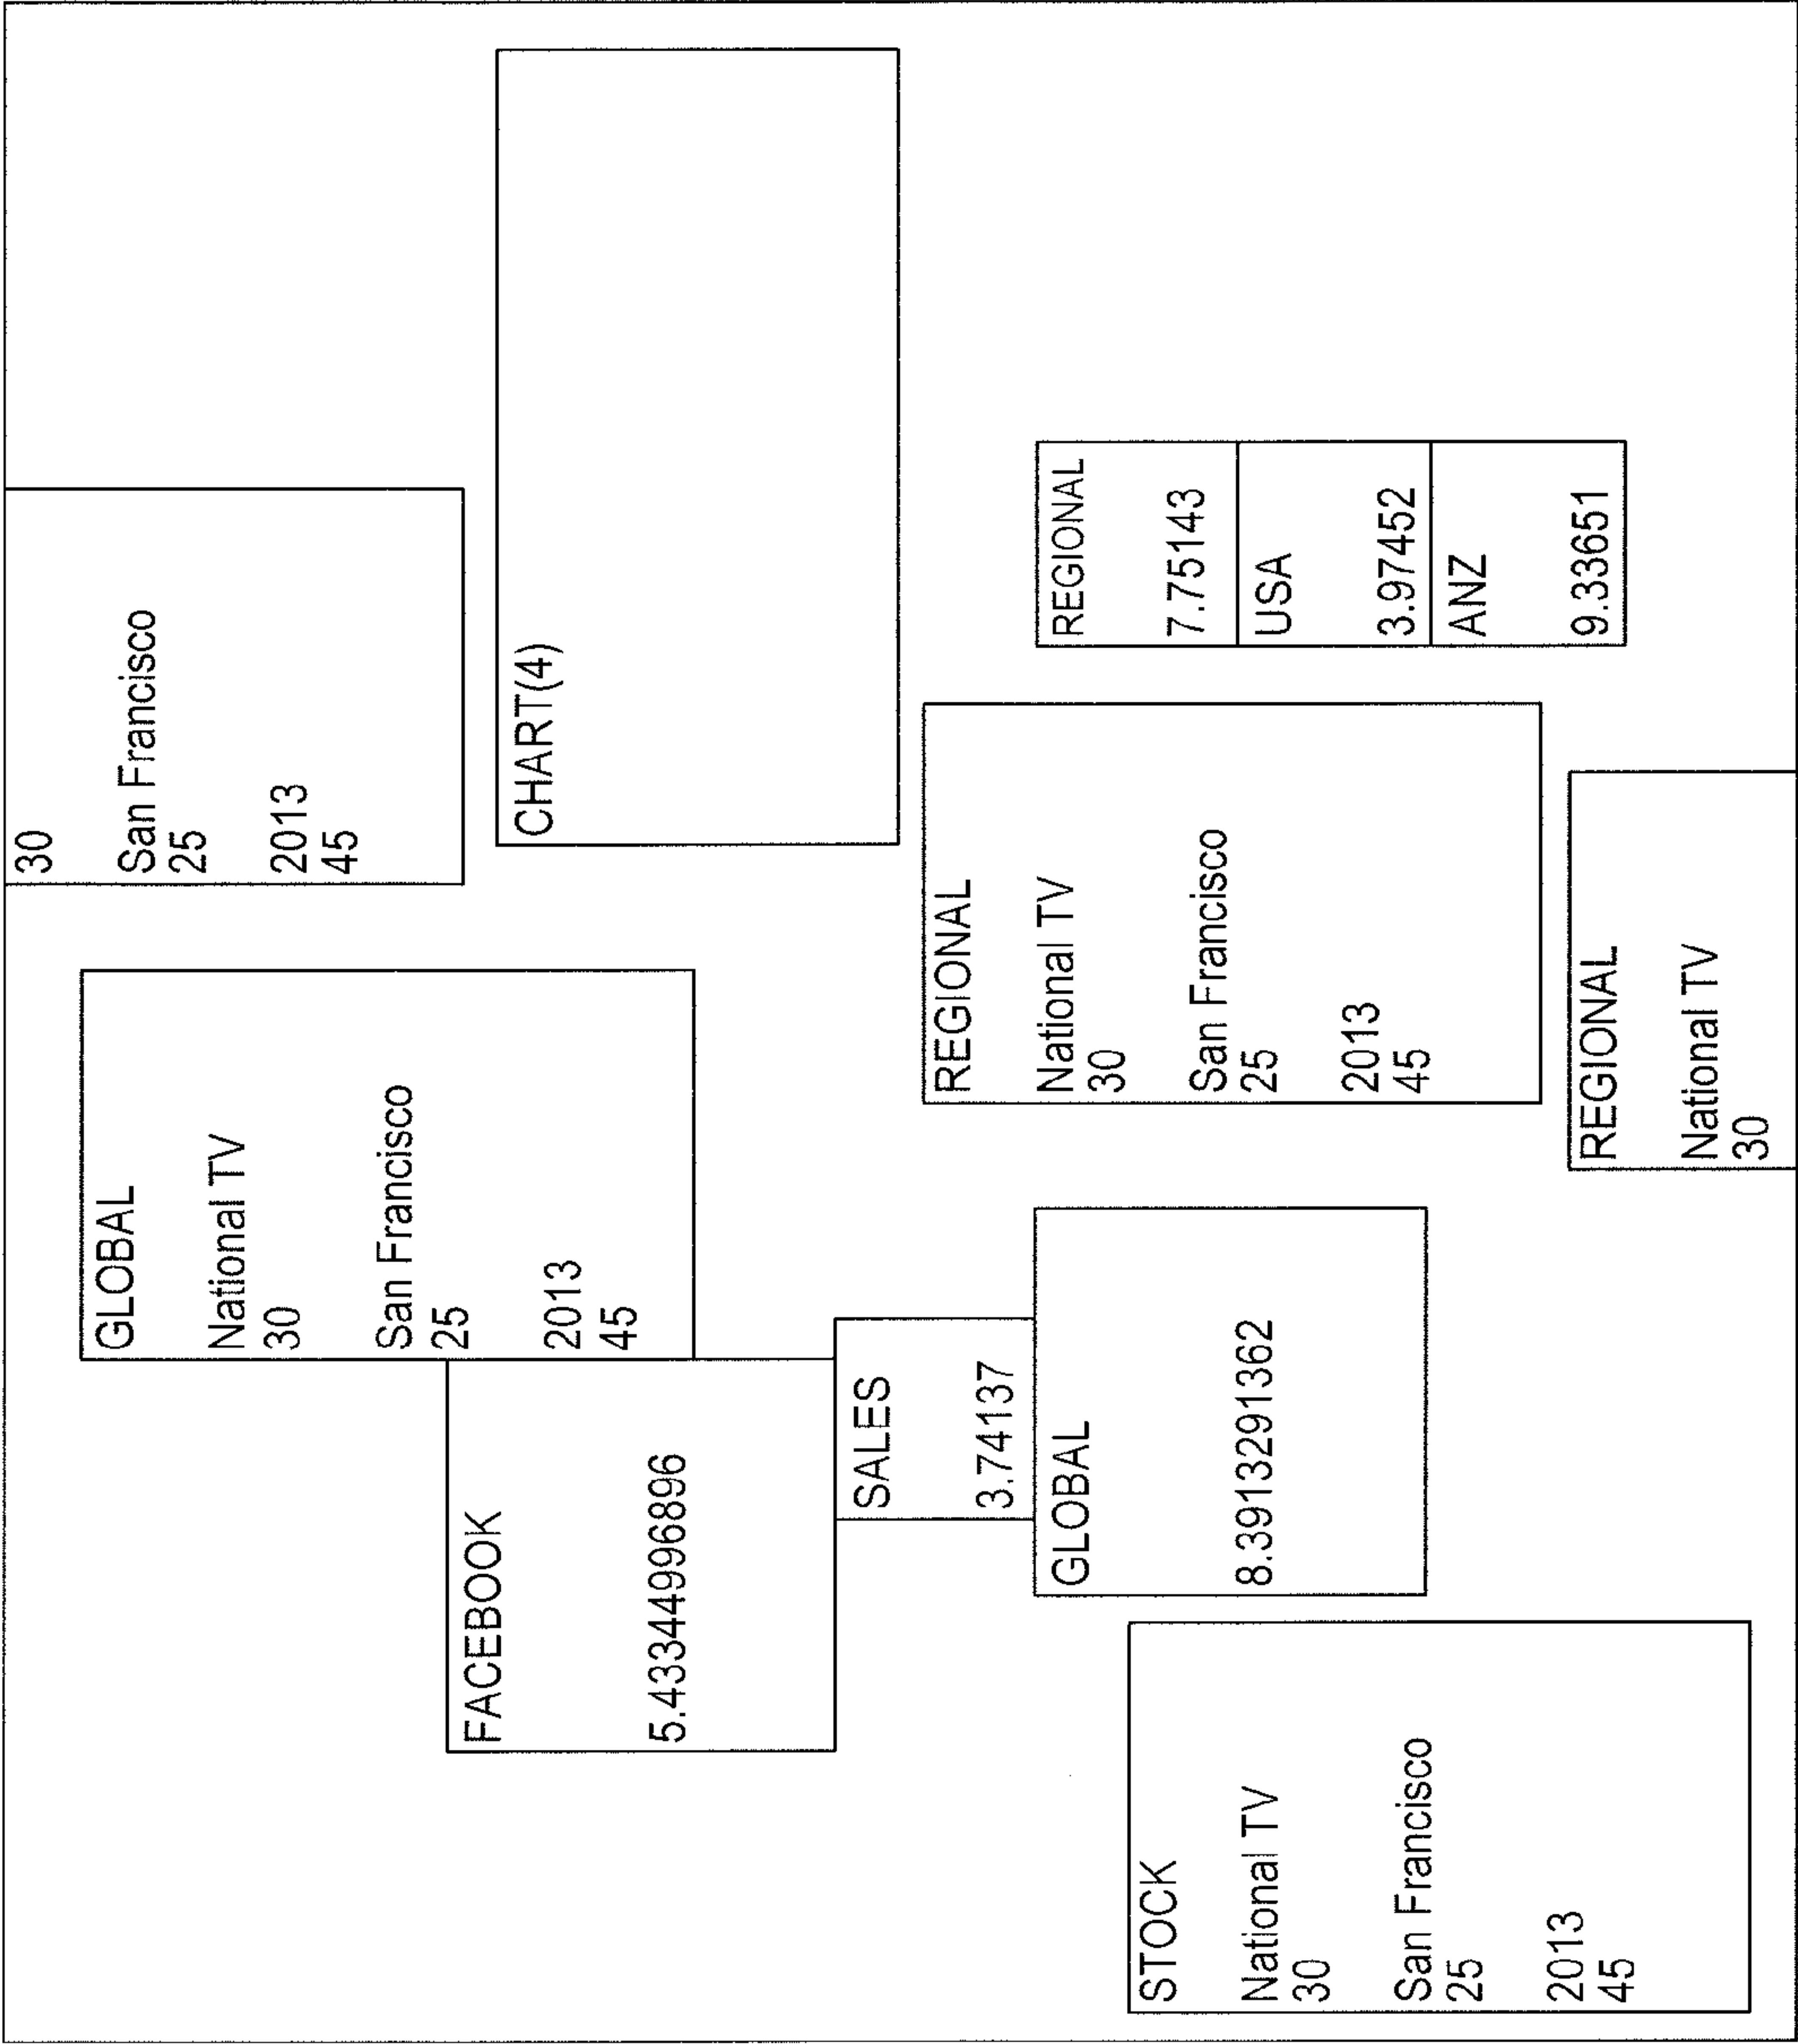 30
San Francisco
25
2013
45
GLOBAL
National TV
30
San Francisco
25
2013
45
FACEBOOK
5.43344996896
CHART(4)
SALES
3.74137
REGIONAL
National TV
30
San Francisco
25
2013
45
GLOBAL
8.3913291362
REGIONAL
7.75143
USA
3.97452
ANZ
9.33651
STOCK
National TV
30
San Francisco
25
2013
45
REGIONAL
National TV
30